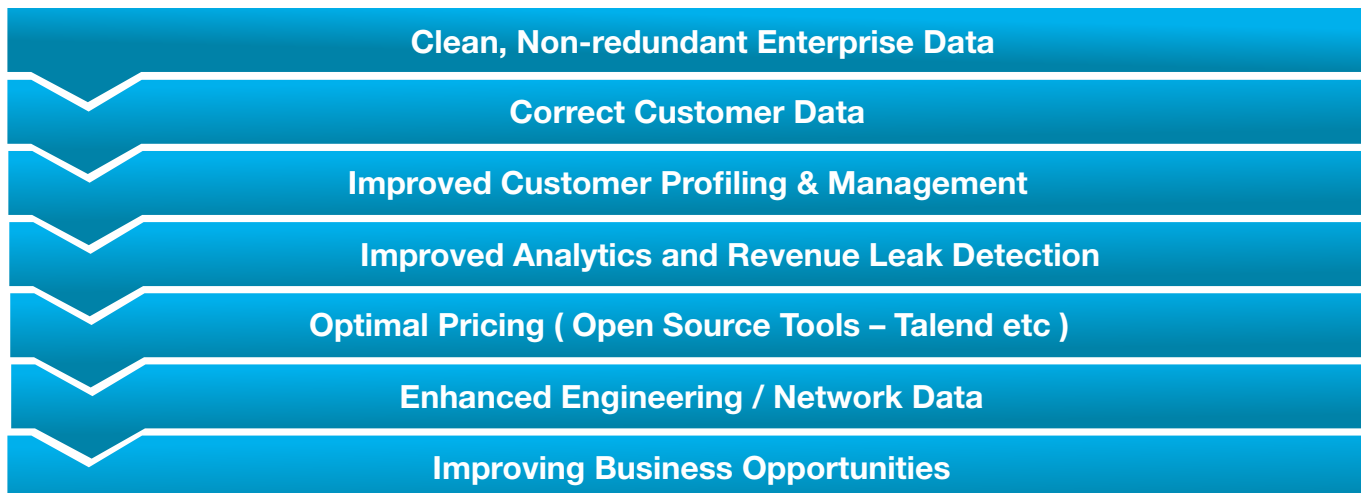 Clean, Non-redundant Enterprise Data
Correct Customer Data
Improved Customer Profiling & Management
Improved Analytics and Revenue Leak Detection
Optimal Pricing ( Open Source Tools – Talend etc )
Enhanced Engineering / Network Data
Improving Business Opportunities